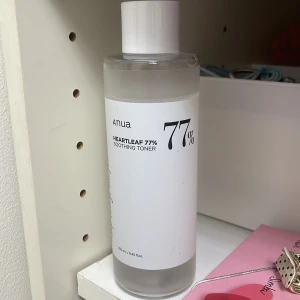 Anua
HEARTLEAF 77%
SOOTHING TONER
77%